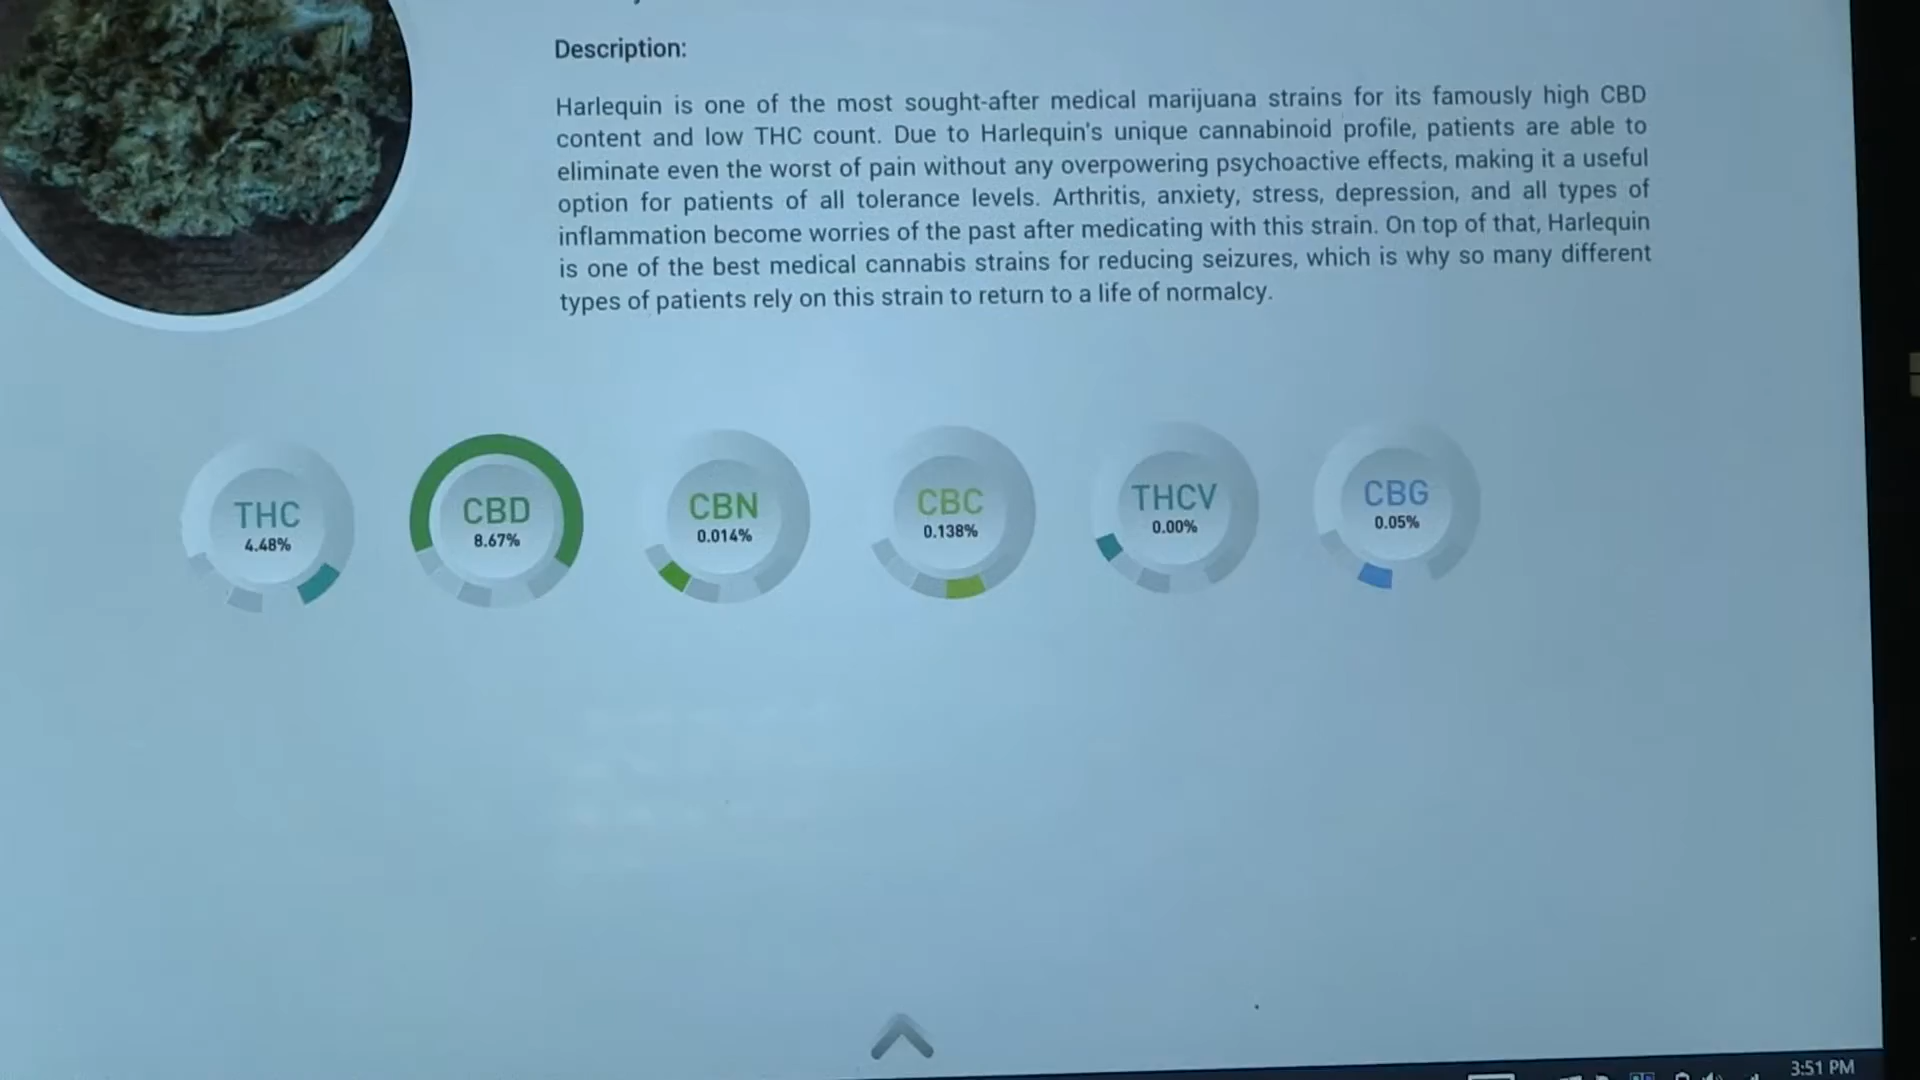 Description:
Harlequin is one of the most sought-after medical marijuana strains for its famously high CBD
content and low THC count. Due to Harlequin's unique cannabinoid profile, patients are able to
eliminate even the worst of pain without any overpowering psychoactive effects, making it a useful
option for patients of all tolerance levels. Arthritis, anxiety, stress, depression, and all types of
inflammation become worries of the past after medicating with this strain. On top of that, Harlequin
is one of the best medical cannabis strains for reducing seizures, which is why so many different
types of patients rely on this strain to return to a life of normalcy.
THC
4.48%
CBD
8.67%
CBN
0.014%
CBC
0.138%
THCV
0.00%
CBG
0.05%
3:51 PM